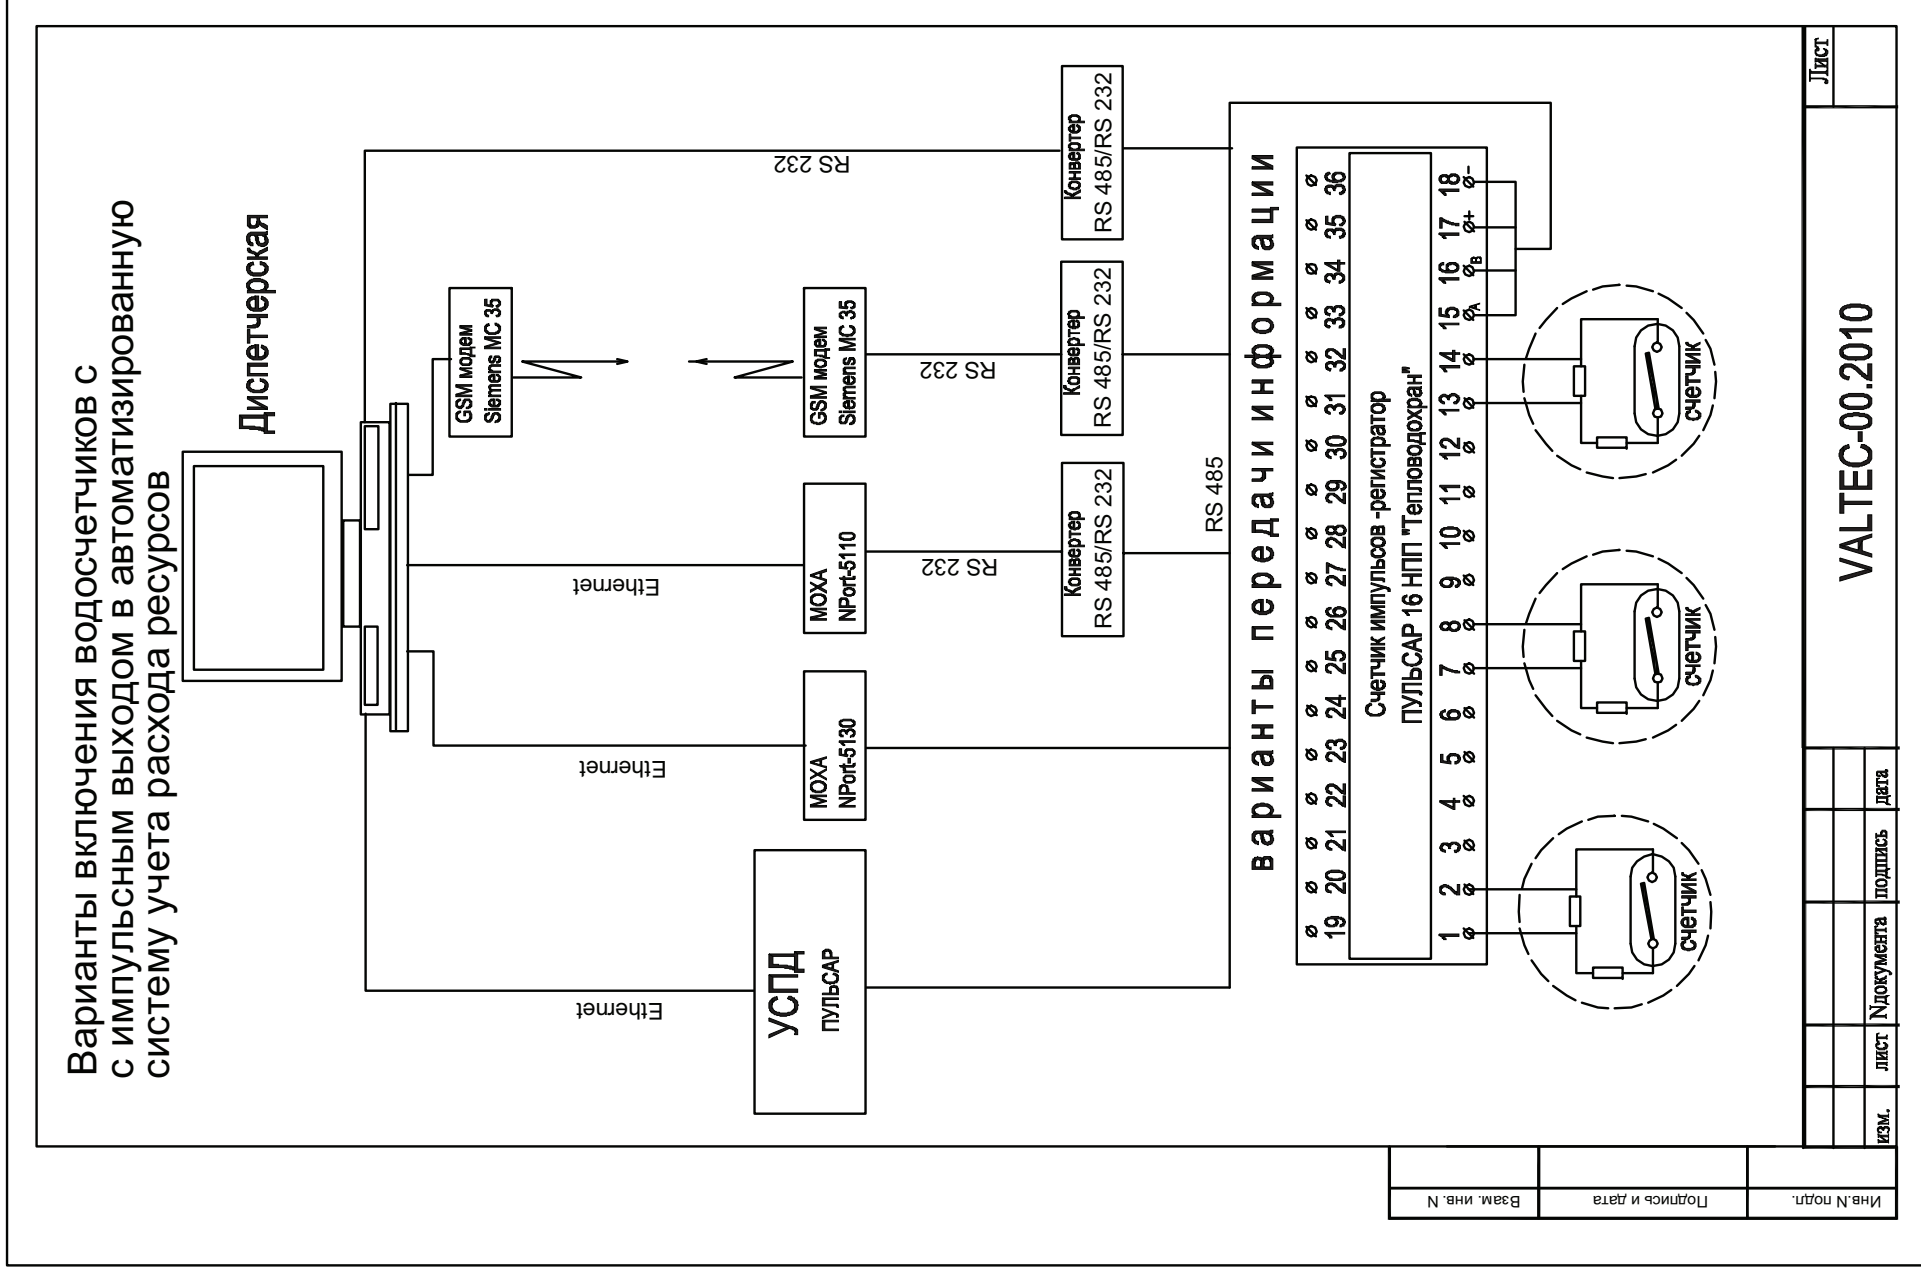 Варианты включения водосчетчиков с
с импульсным выходом в автоматизированную
систему учета расхода ресурсов
Диспетчерская
Ethernet
Ethernet
Ethernet
GSM модем
Siemens MC 35
RS 232
УСПД
ПУЛЬСАР
MOXA
NPort-5130
MOXA
NPort-5110
GSM модем
Siemens MC 35
RS 232
RS 232
Конвертер
RS 485/RS 232
Конвертер
RS 485/RS 232
Конвертер
RS 485/RS 232
RS 485
варианты передачи информации
19 20 21 22 23 24 25 26 27 28 29 30 31 32 33 34 35 36
Счетчик импульсов -регистратор
ПУЛЬСАР 16 НПП "Тепловодохран"
1 2 3 4 5 6 7 8 9 10 11 12 13 14 15 16 17 18
A B + -
счетчик
счетчик
счетчик
VALTEC-00.2010
Лист
изм. лист Nдокумента подпись дата
Взам. инв. N
Подпись и дата
Инв.N подл.